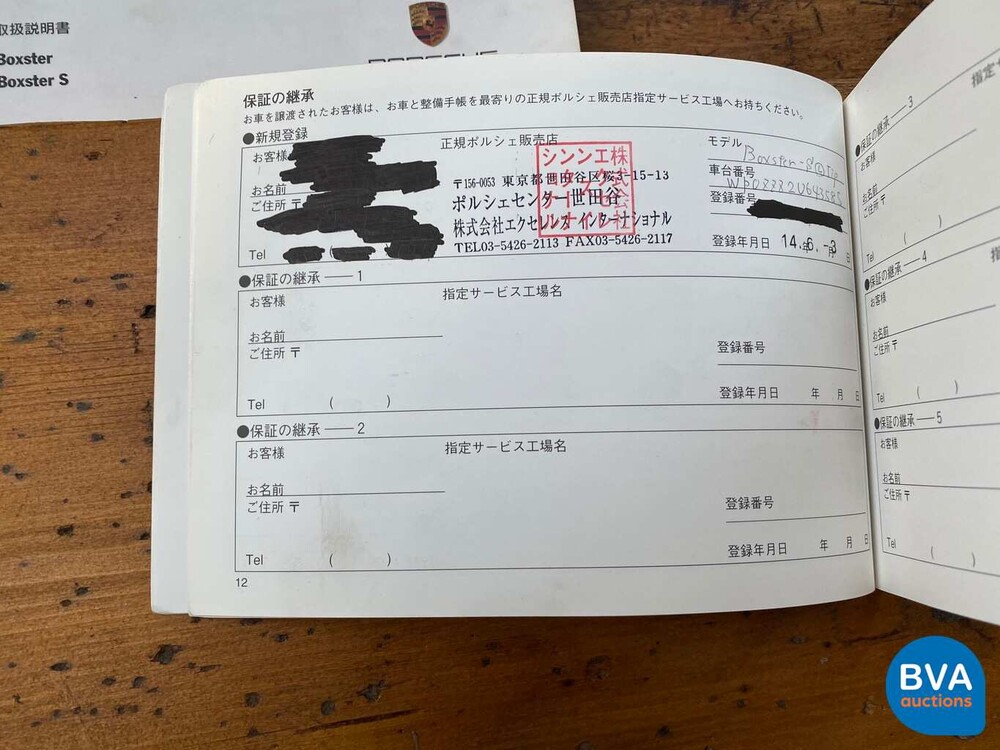 取扱説明書
Boxster
Boxster S
保証の継承
お車を譲渡されたお客様は、お車と整備手帳を最寄りの正規ポルシェ販売店指定サービス工場へお持ちください。
●新規登録
お客様
お名前
ご住所 〒
Tel
正規ポルシェ販売店
〒156-0053 東京都世田谷区桜3-15-13
ポルシェセンター世田谷
株式会社エクセレンス インターナショナル
TEL03-5426-2113 FAX03-5426-2117
モデル
Boxster-S
車台番号
登録番号
登録年月日 14.年6.月-3日
●保証の継承──1
お客様
指定サービス工場名
お名前
ご住所 〒
登録番号
Tel ( )
登録年月日 年 月 日
●保証の継承──2
お客様
指定サービス工場名
お名前
ご住所 〒
登録番号
Tel ( )
登録年月日 年 月 日
12
●保証の継承──3
お客様
お名前
ご住所 〒
Tel ( )
●保証の継承──4
お客様
お名前
ご住所 〒
Tel ( )
●保証の継承──5
お客様
お名前
ご住所 〒
Tel ( )
BVA
auctions